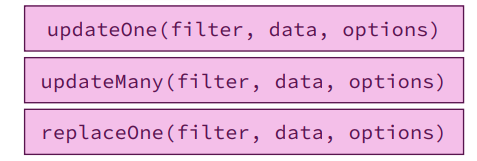 updateOne(filter, data, options)
updateMany(filter, data, options)
replaceOne(filter, data, options)